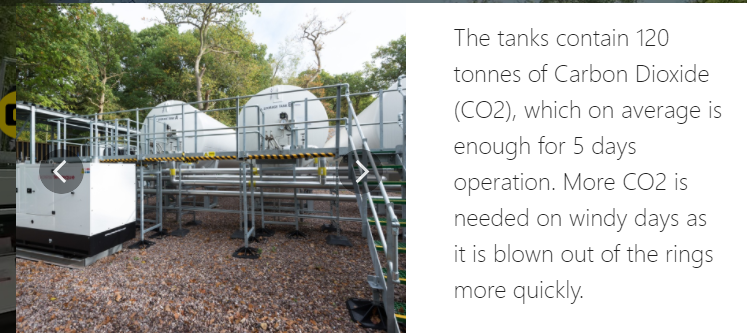 The tanks contain 120
tonnes of Carbon Dioxide
(CO2), which on average is
enough for 5 days
operation. More CO2 is
needed on windy days as
it is blown out of the rings
more quickly.